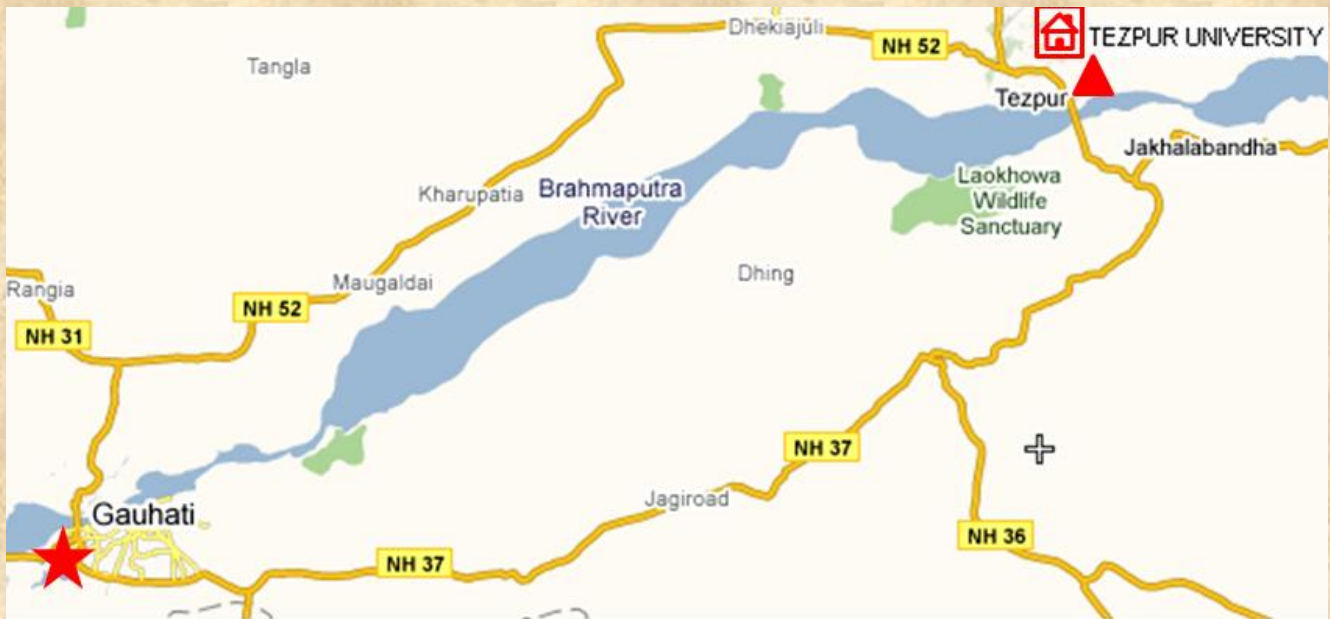 TEZPUR UNIVERSITY
Dhekiajuli
NH 52
Tangla
Tezpur
Jakhalabandha
Kharupatia
Brahmaputra
River
Laokhowa
Wildlife
Sanctuary
Dhing
Maugaldai
Rangia
NH 52
NH 31
NH 37
Jagiroad
Gauhati
NH 36
NH 37